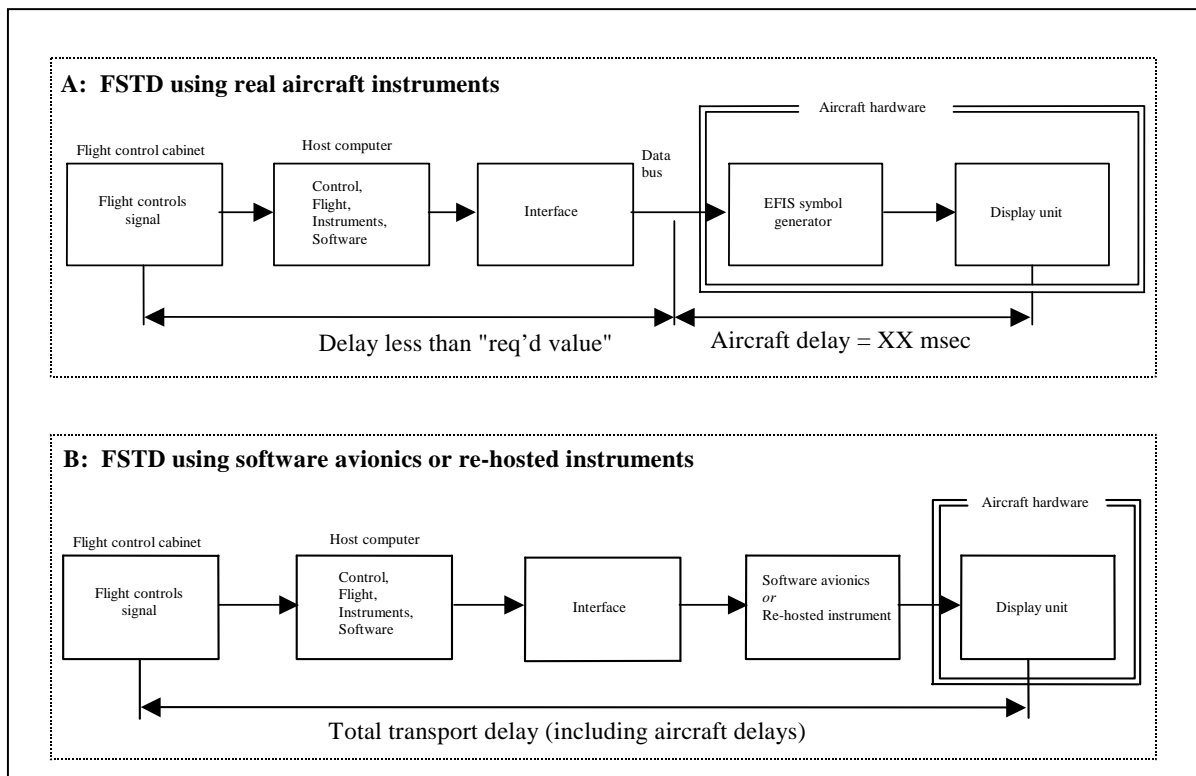 A: FSTD using real aircraft instruments
Aircraft hardware
Flight control cabinet
Host computer
Data
bus
Flight controls
signal
Control,
Flight,
Instruments,
Software
Interface
EFIS symbol
generator
Display unit
Delay less than "req’d value"
Aircraft delay = XX msec
B: FSTD using software avionics or re-hosted instruments
Aircraft hardware
Flight control cabinet
Host computer
Flight controls
signal
Control,
Flight,
Instruments,
Software
Interface
Software avionics
or
Re-hosted instrument
Display unit
Total transport delay (including aircraft delays)